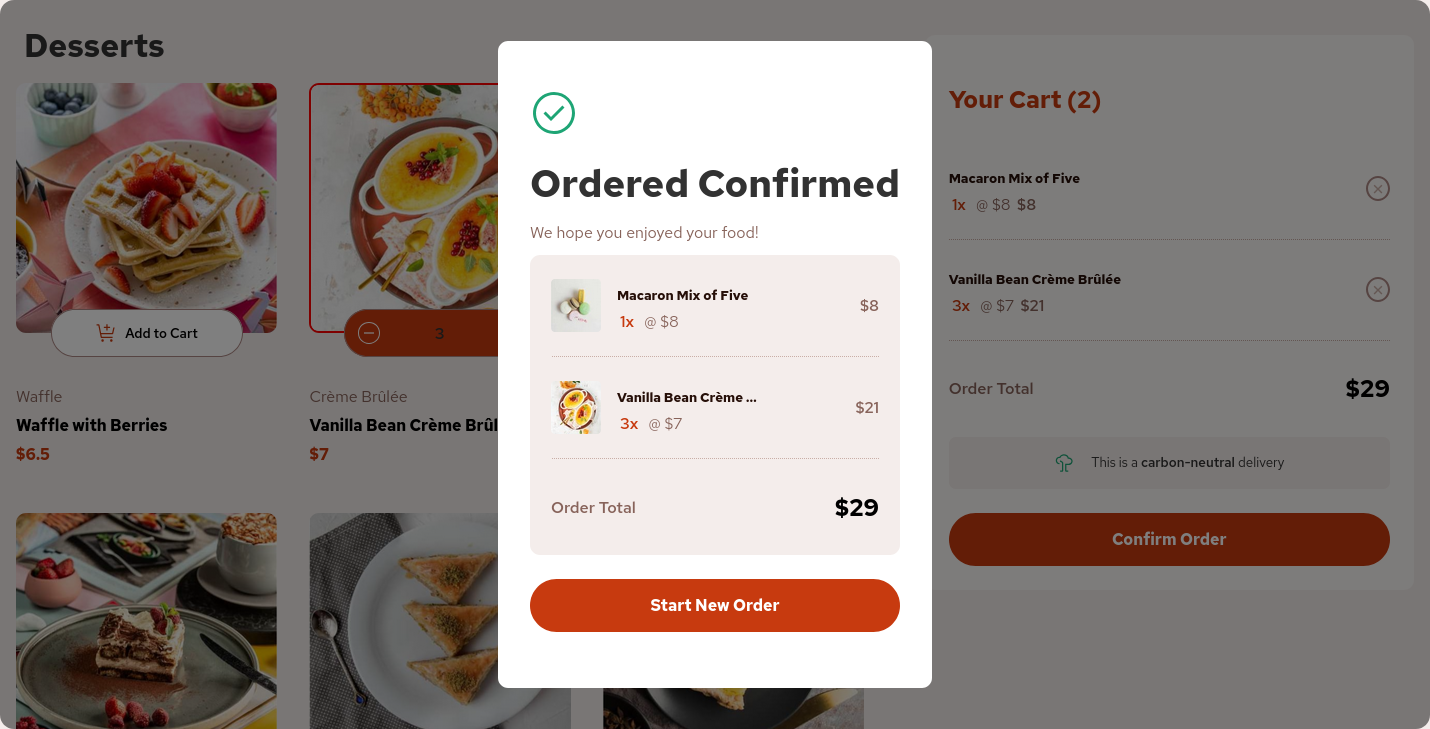 Desserts
Add to Cart
Waffle
Waffle with Berries
$6.5
3
Crème Brûlée
Vanilla Bean Crème Brûl
$7
Ordered Confirmed
We hope you enjoyed your food!
Macaron Mix of Five
1x @ $8
$8
Vanilla Bean Crème ...
3x @ $7
$21
Order Total
$29
Start New Order
Your Cart (2)
Macaron Mix of Five
1x @ $8 $8
Vanilla Bean Crème Brûlée
3x @ $7 $21
Order Total
$29
This is a carbon-neutral delivery
Confirm Order